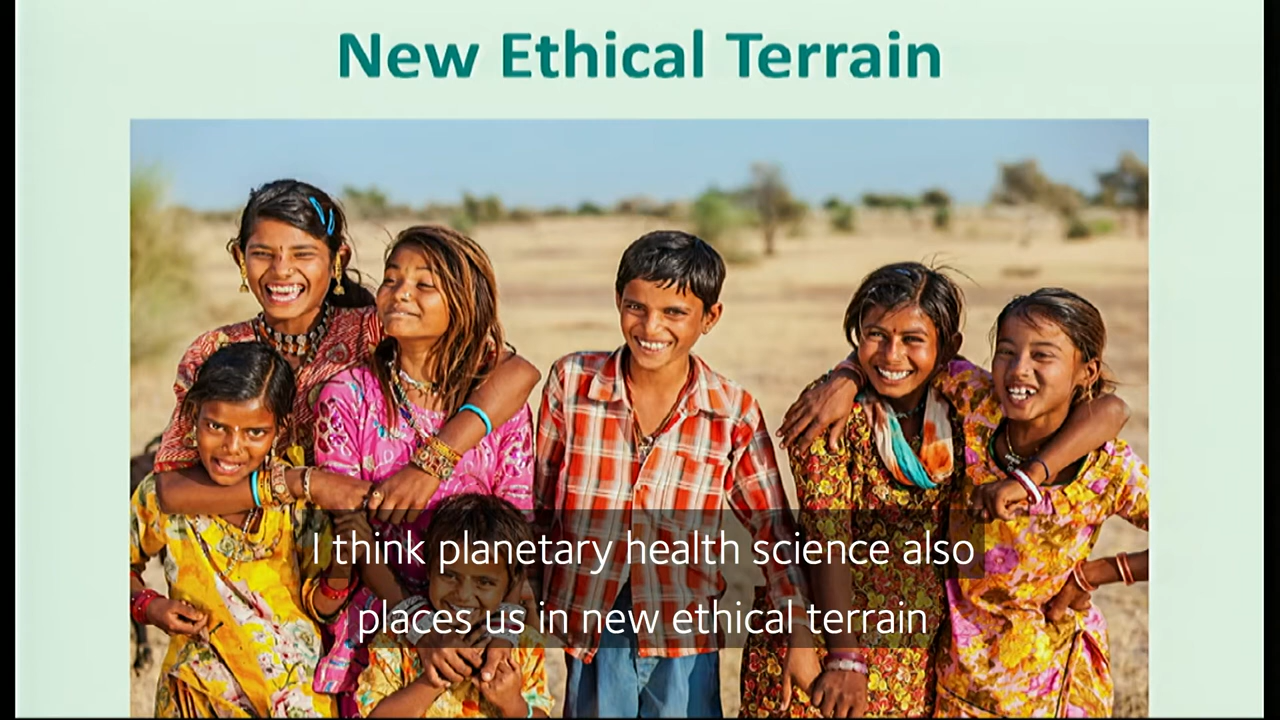 New Ethical Terrain
I think planetary health science also
places us in new ethical terrain